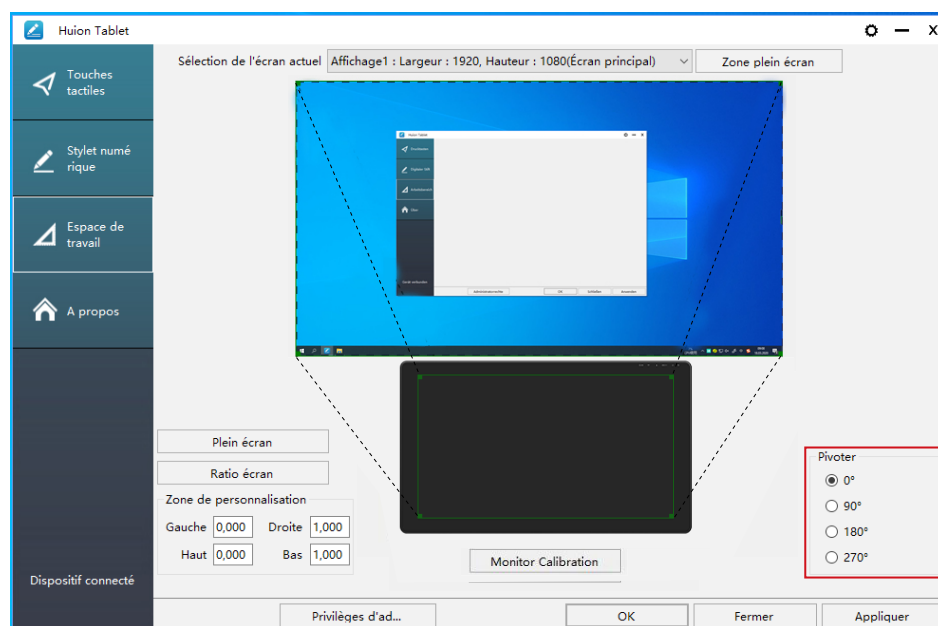 Huion Tablet
X
Touches
tactiles
Stylet numé
rique
Espace de
travail
A propos
Dispositif connecté
Sélection de l'écran actuel
Affichage1 : Largeur : 1920, Hauteur : 1080(Écran principal)
Zone plein écran
Huion Tablet
Plein écran
Ratio écran
Zone de personnalisation
Gauche 0,000 Droite 1,000
Haut 0,000 Bas 1,000
Monitor Calibration
Pivoter
0°
90°
180°
270°
Privilèges d'ad...
OK
Fermer
Appliquer